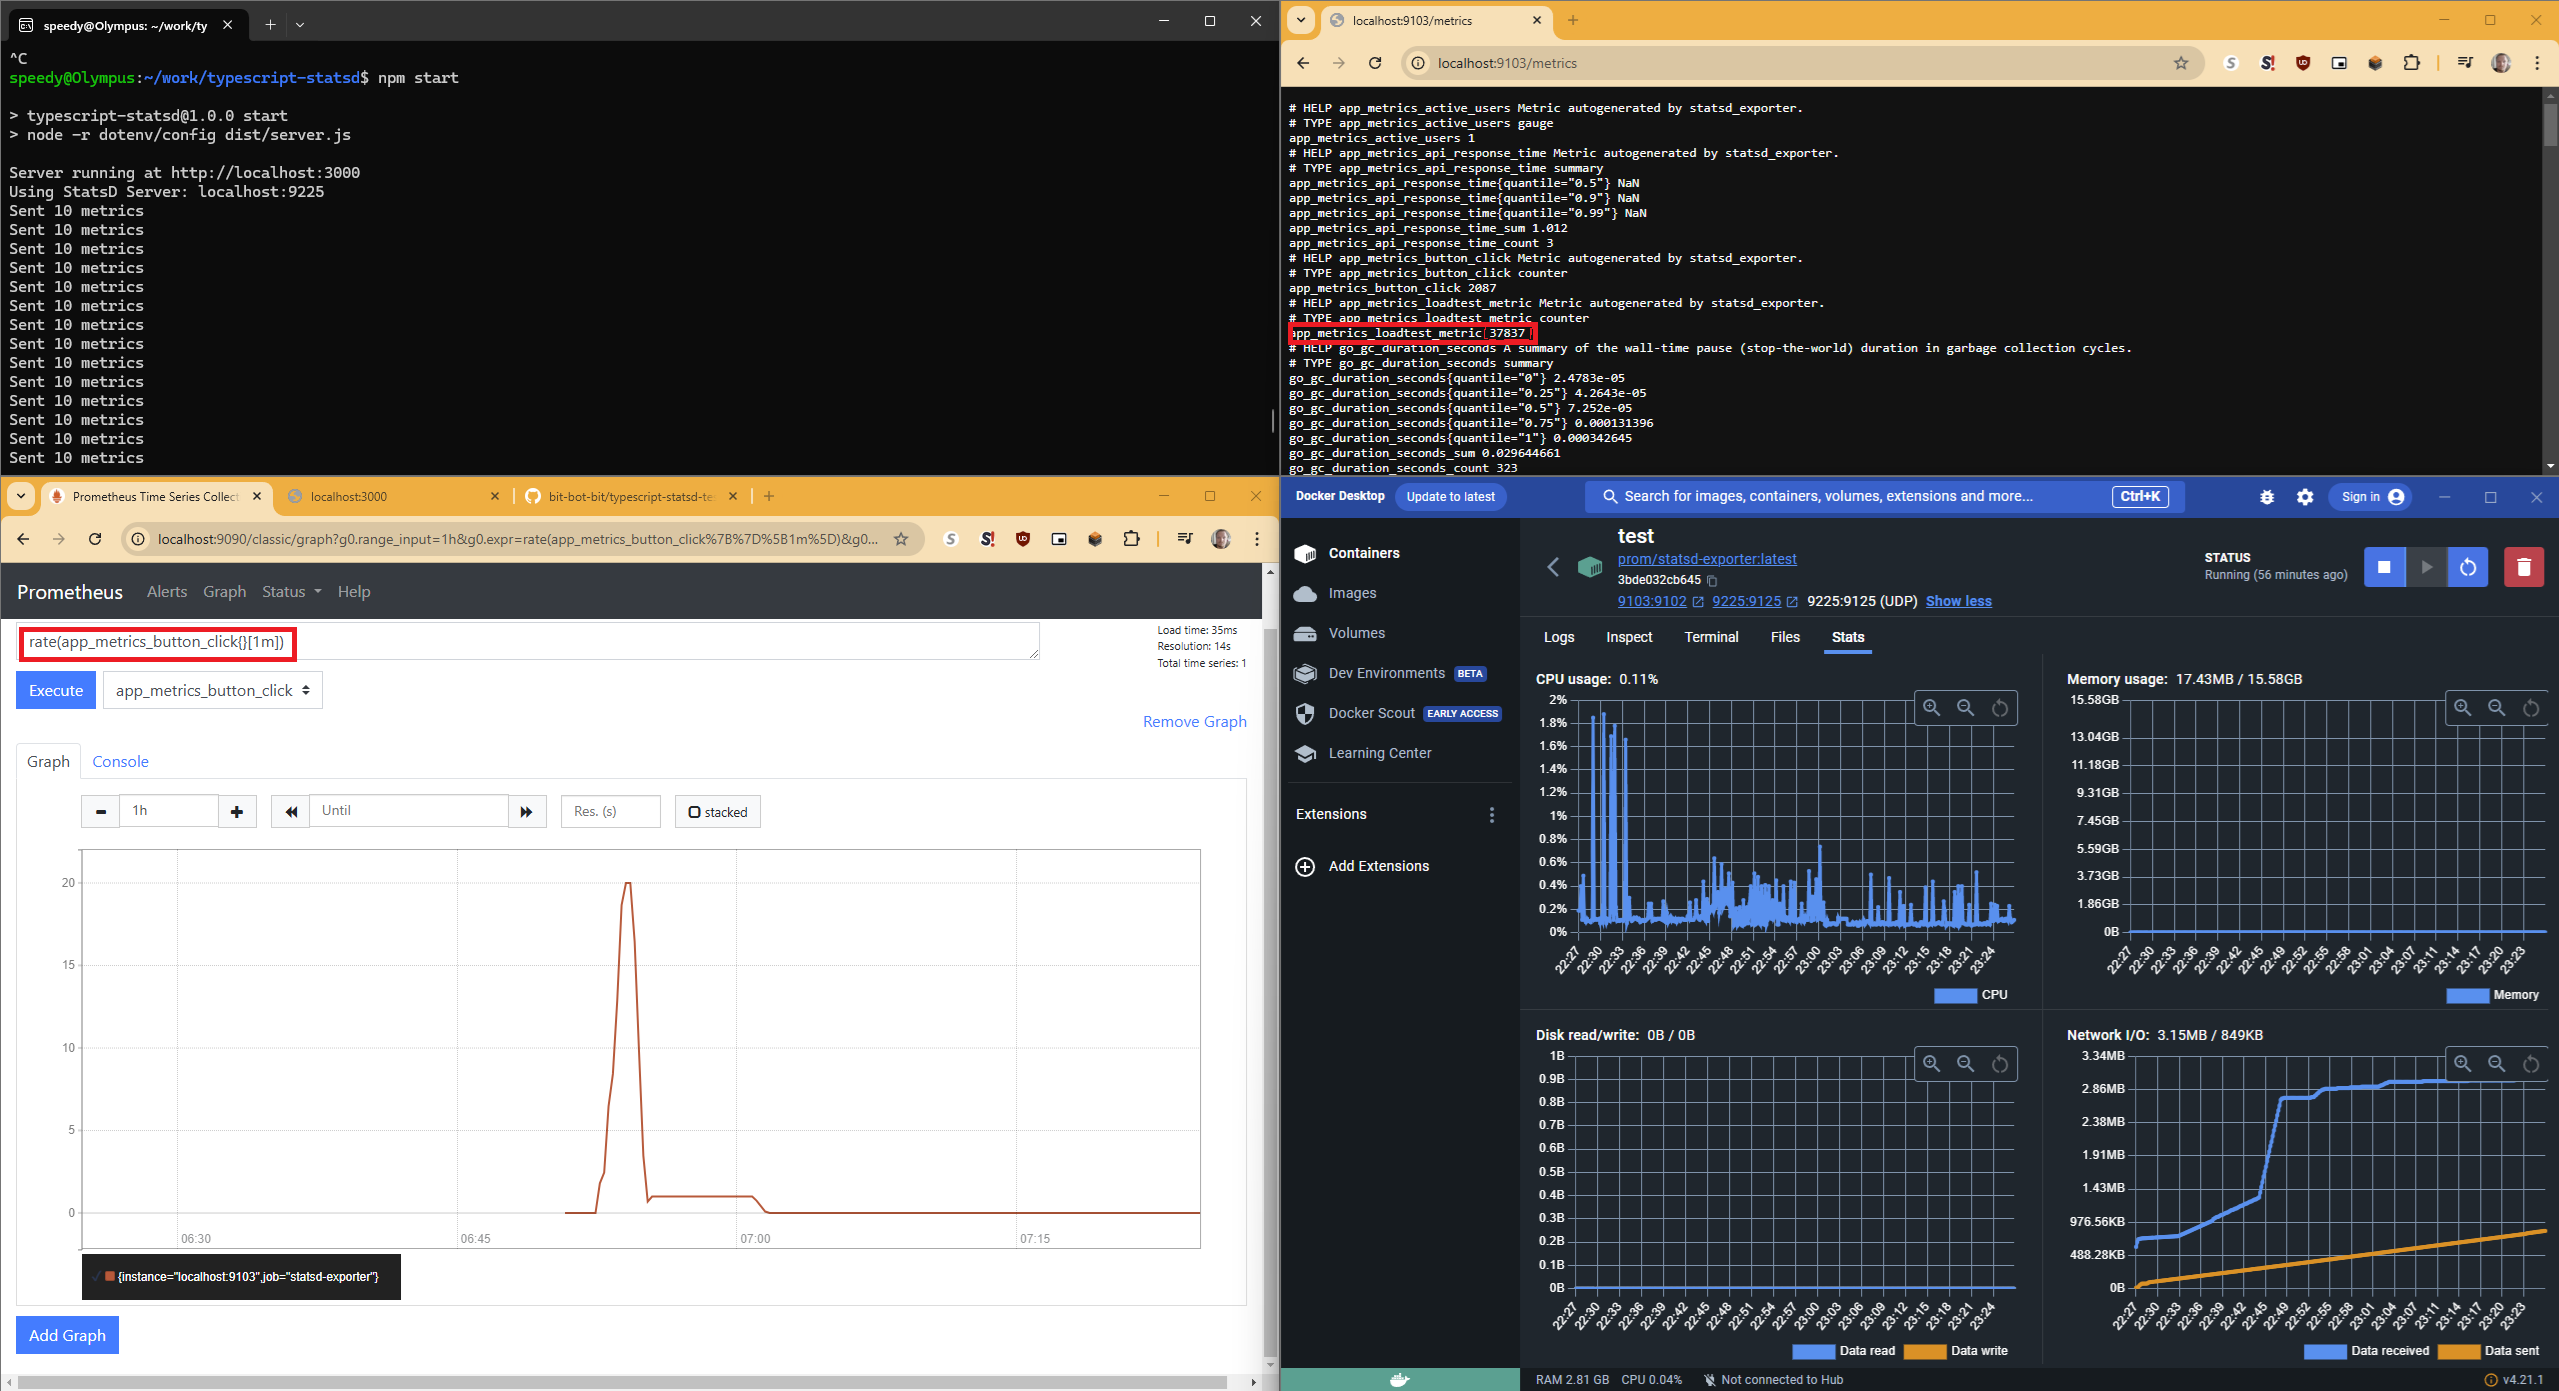 speedy@Olympus: ~/work/ty
^C
speedy@Olympus:~/work/typescript-statsd$ npm start
> typescript-statsd@1.0.0 start
> node -r dotenv/config dist/server.js
Server running at http://localhost:3000
Using StatsD Server: localhost:9225
Sent 10 metrics
Sent 10 metrics
Sent 10 metrics
Sent 10 metrics
Sent 10 metrics
Sent 10 metrics
Sent 10 metrics
Sent 10 metrics
Sent 10 metrics
Sent 10 metrics
Sent 10 metrics
Sent 10 metrics
Sent 10 metrics
Sent 10 metrics
localhost:9103/metrics
localhost:9103/metrics
# HELP app_metrics_active_users Metric autogenerated by statsd_exporter.
# TYPE app_metrics_active_users gauge
app_metrics_active_users 1
# HELP app_metrics_api_response_time Metric autogenerated by statsd_exporter.
# TYPE app_metrics_api_response_time summary
app_metrics_api_response_time{quantile="0.5"} NaN
app_metrics_api_response_time{quantile="0.9"} NaN
app_metrics_api_response_time{quantile="0.99"} NaN
app_metrics_api_response_time_sum 1.012
app_metrics_api_response_time_count 3
# HELP app_metrics_button_click Metric autogenerated by statsd_exporter.
# TYPE app_metrics_button_click counter
app_metrics_button_click 2087
# HELP app_metrics_loadtest_metric Metric autogenerated by statsd_exporter.
# TYPE app_metrics_loadtest_metric counter
app_metrics_loadtest_metric 37837
# HELP go_gc_duration_seconds A summary of the wall-time pause (stop-the-world) duration in garbage collection cycles.
# TYPE go_gc_duration_seconds summary
go_gc_duration_seconds{quantile="0"} 2.4783e-05
go_gc_duration_seconds{quantile="0.25"} 4.2643e-05
go_gc_duration_seconds{quantile="0.5"} 7.252e-05
go_gc_duration_seconds{quantile="0.75"} 0.000131396
go_gc_duration_seconds{quantile="1"} 0.000342645
go_gc_duration_seconds_sum 0.029644661
go_gc_duration_seconds_count 323
Prometheus Time Series Collect
localhost:3000
bit-bot-bit/typescript-statsd-te
localhost:9090/classic/graph?g0.range_input=1h&g0.expr=rate(app_metrics_button_click%7B%7D%5B1m%5D)&g0...
Prometheus Alerts Graph Status Help
rate(app_metrics_button_click{}[1m])
Load time: 35ms
Resolution: 14s
Total time series: 1
Execute
app_metrics_button_click
Remove Graph
Graph
Console
1h
Until
Res. (s)
stacked
20
15
10
5
0
06:30 06:45 07:00 07:15
{instance="localhost:9103",job="statsd-exporter"}
Add Graph
Docker Desktop
Update to latest
Search for images, containers, volumes, extensions and more...
Ctrl+K
Sign in
Containers
Images
Volumes
Dev Environments BETA
Docker Scout EARLY ACCESS
Learning Center
Extensions
Add Extensions
test
prom/statsd-exporter:latest
3bde032cb645
9103:9102 9225:9125 9225:9125 (UDP) Show less
STATUS
Running (56 minutes ago)
Logs Inspect Terminal Files Stats
CPU usage: 0.11%
2%
1.8%
1.6%
1.4%
1.2%
1%
0.8%
0.6%
0.4%
0.2%
0%
22:27 22:30 22:33 22:36 22:39 22:42 22:45 22:48 22:51 22:54 22:57 23:00 23:03 23:06 23:09 23:12 23:15 23:18 23:21 23:24
CPU
Memory usage: 17.43MB / 15.58GB
15.58GB
13.04GB
11.18GB
9.31GB
7.45GB
5.59GB
3.73GB
1.86GB
0B
22:27 22:30 22:33 22:36 22:39 22:42 22:45 22:49 22:52 22:55 22:58 23:01 23:04 23:07 23:11 23:14 23:17 23:20 23:23
Memory
Disk read/write: 0B / 0B
1B
0.9B
0.8B
0.7B
0.6B
0.5B
0.4B
0.3B
0.2B
0.1B
0B
22:27 22:30 22:33 22:36 22:39 22:42 22:45 22:48 22:51 22:54 22:57 23:00 23:03 23:06 23:09 23:12 23:15 23:18 23:21 23:24
Data read
Data write
Network I/O: 3.15MB / 849KB
3.34MB
2.86MB
2.38MB
1.91MB
1.43MB
976.56KB
488.28KB
0B
22:27 22:30 22:33 22:36 22:39 22:42 22:45 22:49 22:52 22:55 22:58 23:01 23:04 23:07 23:11 23:14 23:17 23:20 23:23
Data received
Data sent
RAM 2.81 GB CPU 0.04% Not connected to Hub
v4.21.1